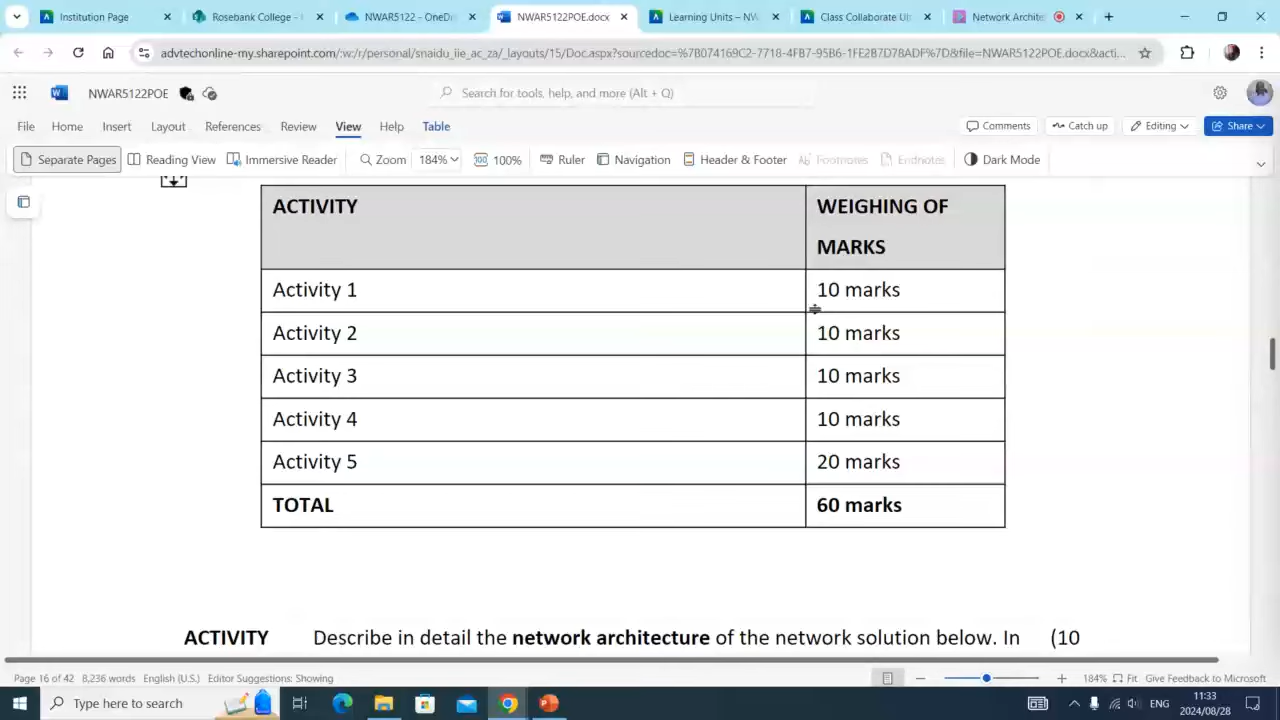 Institution Page
Rosebank College -
NWAR5122 - OneDri
NWAR5122POE.docx
Learning Units – NW
Class Collaborate Ult
Network Archite
advtechonline-my.sharepoint.com/:w:/r/personal/snaidu_iie_ac_za/_layouts/15/Doc.aspx?sourcedoc=%7B074169C2-7718-4FB7-95B6-1FE2B7D78ADF%7D&file=NWAR5122POE.docx&acti...
NWAR5122POE
Search for tools, help, and more (Alt + Q)
File Home Insert Layout References Review View Help Table
Comments Catch up Editing Share
Separate Pages Reading View Immersive Reader Zoom 184% 100% Ruler Navigation Header & Footer Footnotes Endnotes Dark Mode
ACTIVITY WEIGHING OF
MARKS
Activity 1 10 marks
Activity 2 10 marks
Activity 3 10 marks
Activity 4 10 marks
Activity 5 20 marks
TOTAL 60 marks
ACTIVITY Describe in detail the network architecture of the network solution below. In (10
Page 16 of 42 8,236 words English (U.S.) Editor Suggestions: Showing 184% Fit Give Feedback to Microsoft
Type here to search
ENG
11:33
2024/08/28